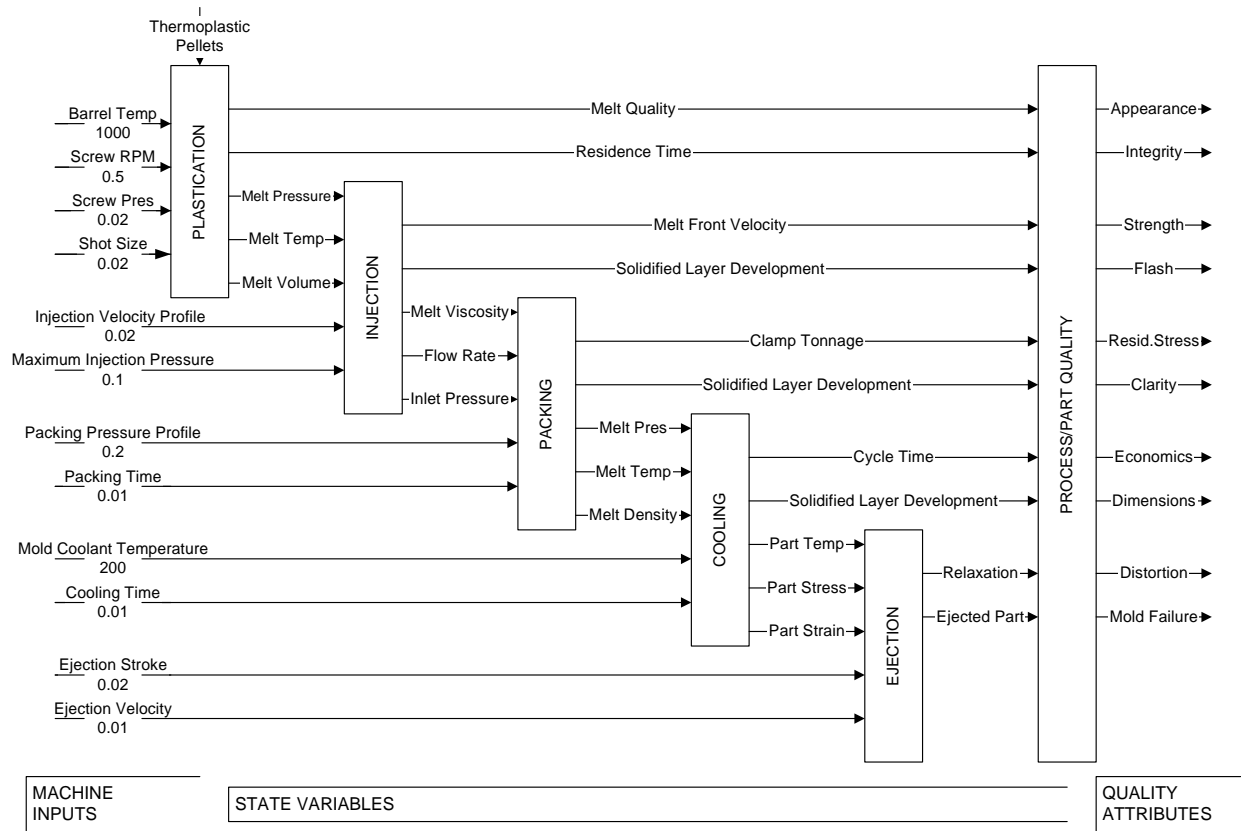 Thermoplastic
Pellets
Barrel Temp
1000
Screw RPM
0.5
Screw Pres
0.02
Shot Size
0.02
PLASTICATION
Melt Quality
Residence Time
Melt Pressure
Melt Temp
Melt Volume
Injection Velocity Profile
0.02
Maximum Injection Pressure
0.1
INJECTION
Melt Front Velocity
Solidified Layer Development
Melt Viscosity
Flow Rate
Inlet Pressure
Packing Pressure Profile
0.2
Packing Time
0.01
PACKING
Clamp Tonnage
Solidified Layer Development
Melt Pres
Melt Temp
Melt Density
Mold Coolant Temperature
200
Cooling Time
0.01
COOLING
Cycle Time
Solidified Layer Development
Part Temp
Part Stress
Part Strain
Ejection Stroke
0.02
Ejection Velocity
0.01
EJECTION
Relaxation
Ejected Part
PROCESS/PART QUALITY
Appearance
Integrity
Strength
Flash
Resid.Stress
Clarity
Economics
Dimensions
Distortion
Mold Failure
MACHINE
INPUTS
STATE VARIABLES
QUALITY
ATTRIBUTES